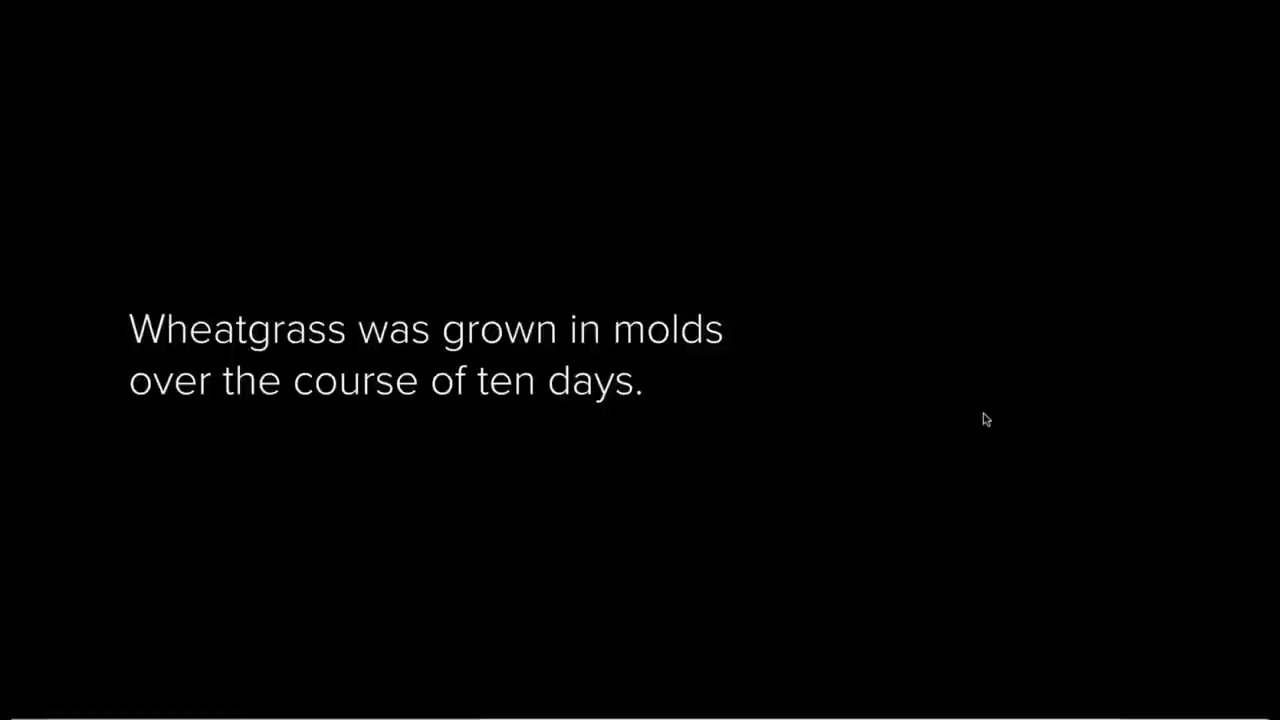 Wheatgrass was grown in molds
over the course of ten days.